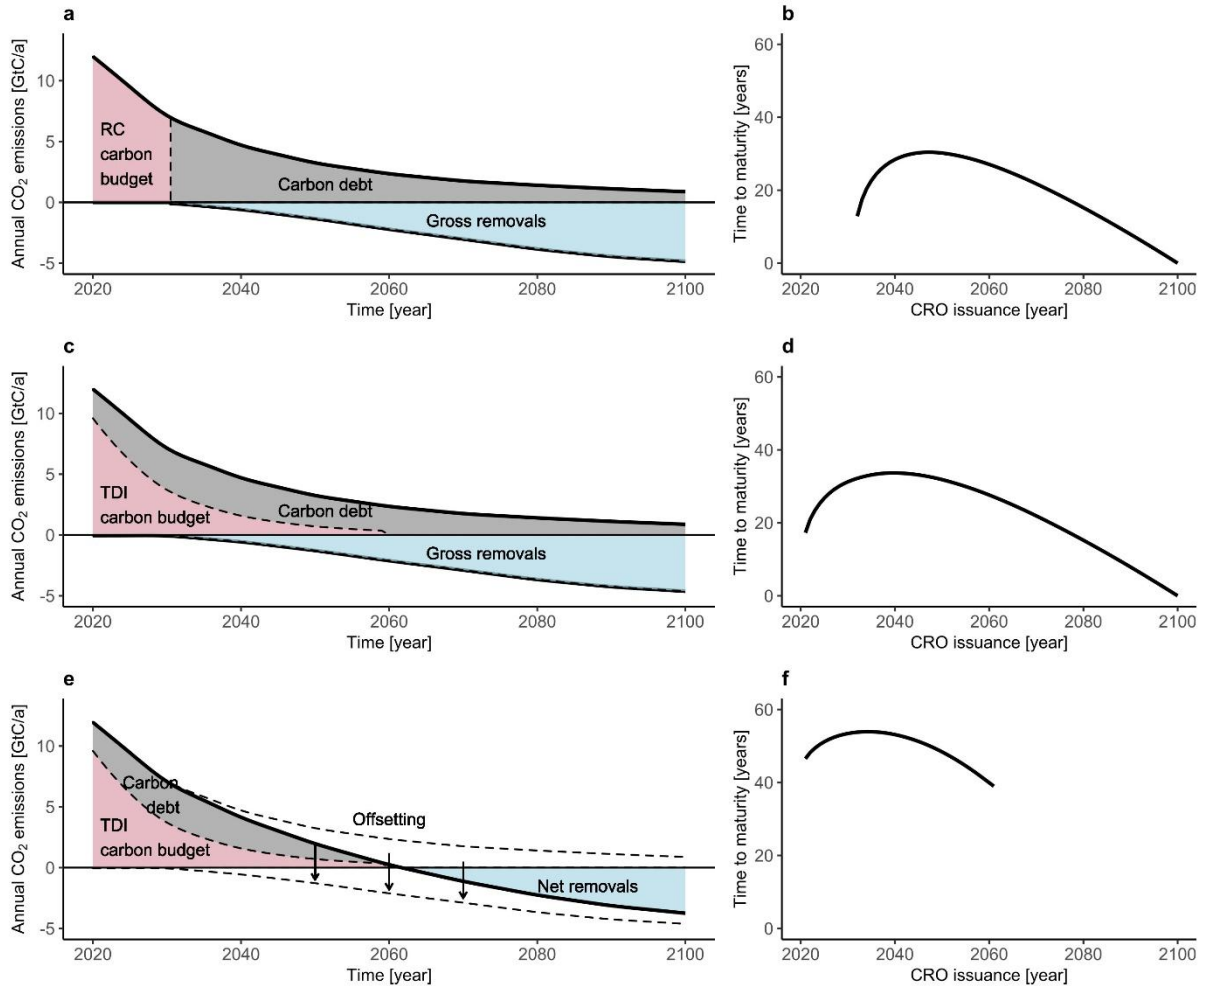 a
Annual CO₂ emissions [GtC/a]
10
5
0
-5
RC
carbon
budget
Carbon debt
Gross removals
2020 2040 2060 2080 2100
Time [year]
b
Time to maturity [years]
60
40
20
0
2020 2040 2060 2080 2100
CRO issuance [year]
c
Annual CO₂ emissions [GtC/a]
10
5
0
-5
TDI
carbon budget
Carbon debt
Gross removals
2020 2040 2060 2080 2100
Time [year]
d
Time to maturity [years]
60
40
20
0
2020 2040 2060 2080 2100
CRO issuance [year]
e
Annual CO₂ emissions [GtC/a]
10
5
0
-5
Carbon
debt
TDI
carbon budget
Offsetting
Net removals
2020 2040 2060 2080 2100
Time [year]
f
Time to maturity [years]
60
40
20
0
2020 2040 2060 2080 2100
CRO issuance [year]